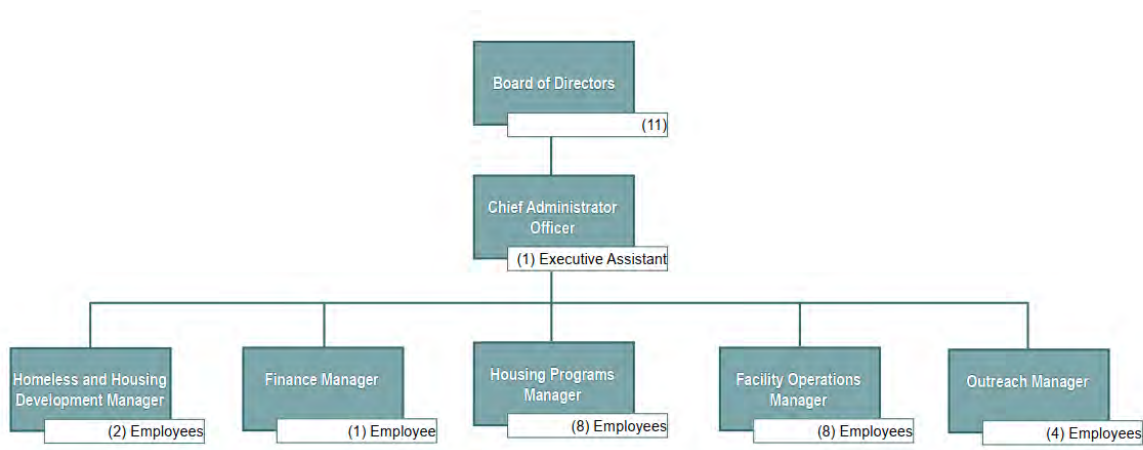 Board of Directors
(11)
Chief Administrator
Officer
(1) Executive Assistant
Homeless and Housing
Development Manager
(2) Employees
Finance Manager
(1) Employee
Housing Programs
Manager
(8) Employees
Facility Operations
Manager
(8) Employees
Outreach Manager
(4) Employees